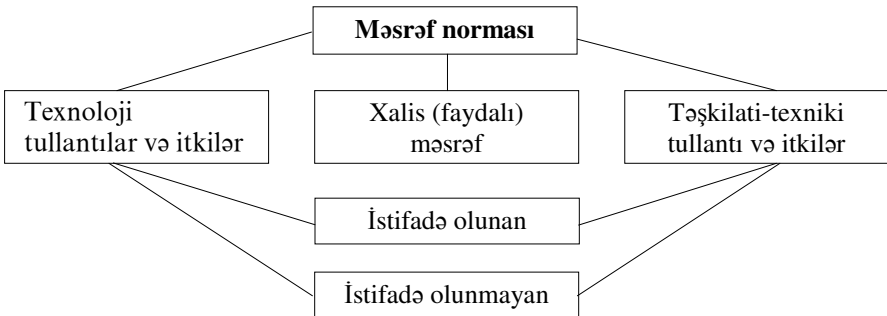 Məsrəf norması
Texnoloji
tullantılar və itkilər
Xalis (faydalı)
məsrəf
Təşkilati-texniki
tullantı və itkilər
İstifadə olunan
İstifadə olunmayan